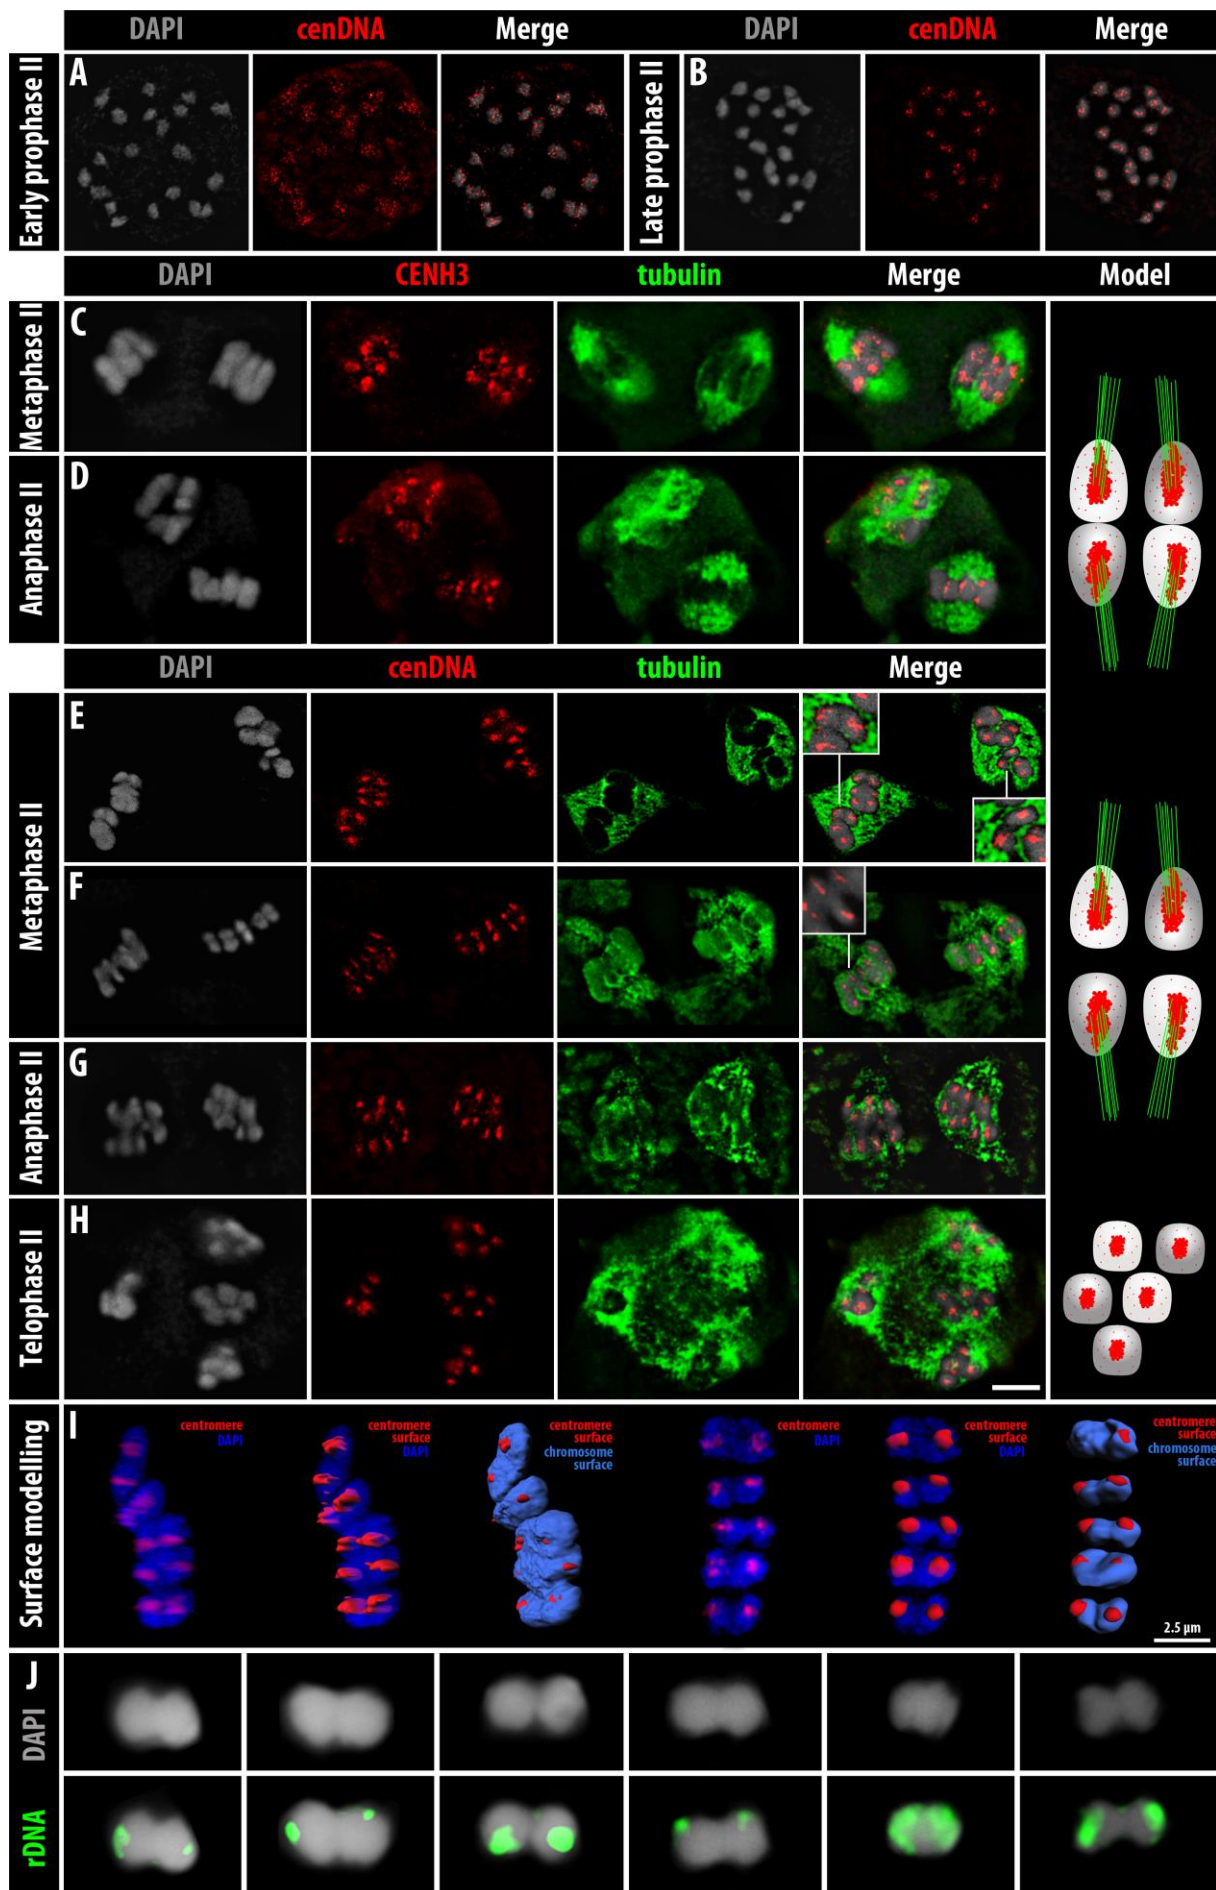 DAPI cenDNA Merge DAPI cenDNA Merge
Early prophase II
A
Late prophase II
B
DAPI CENH3 tubulin Merge Model
Metaphase II
C
Anaphase II
D
DAPI cenDNA tubulin Merge
Metaphase II
E
F
Anaphase II
G
Telophase II
H
Surface modelling
I
centromere
DAPI
centromere
surface
DAPI
centromere
surface
chromosome
surface
centromere
DAPI
centromere
surface
DAPI
centromere
surface
chromosome
surface
2.5 µm
J
DAPI
rDNA